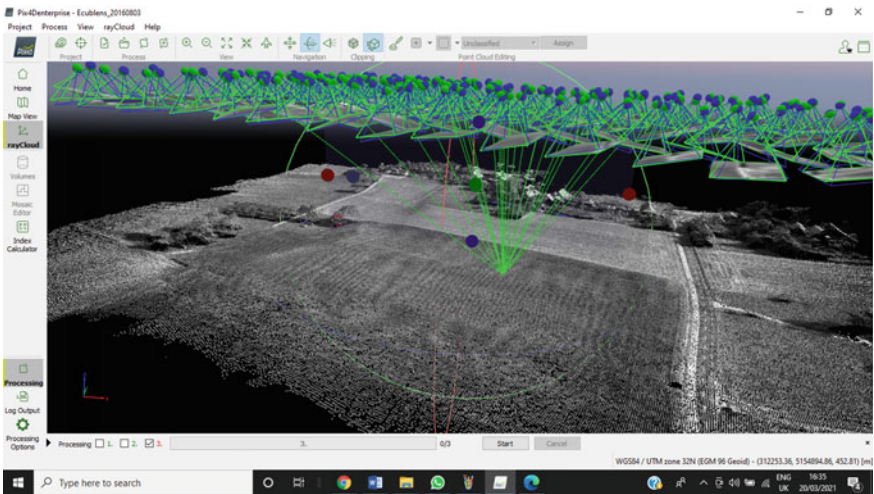 Pix4Denterprise - Ecublens_20160803
Project Process View rayCloud Help
Unclassified Assign
Project Process View Navigation Clipping Point Cloud Editing
Home
Map View
rayCloud
Volumes
Mosaic
Editor
Index
Calculator
Processing
Log Output
Processing
Options
Processing 1. 2. 3. 3. 0/3 Start Cancel
WGS84 / UTM zone 32N (EGM 96 Geoid) - (312253.36, 5154894.86, 452.81) [m]
Type here to search
ENG 16:35
UK 20/03/2021